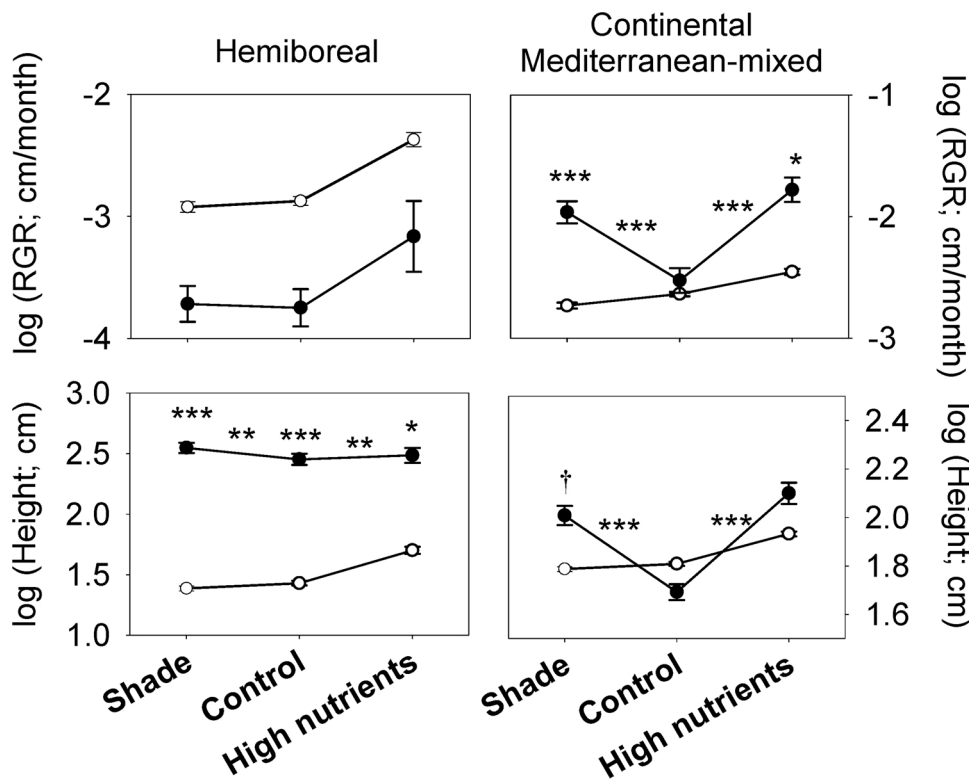 Hemiboreal
Continental
Mediterranean-mixed
log (RGR; cm/month)
-2
-3
-4
***
***
***
*
-1
-2
-3
log (RGR; cm/month)
log (Height; cm)
3.0
2.5
2.0
1.5
1.0
***
**
***
**
*
†
***
***
2.4
2.2
2.0
1.8
1.6
log (Height; cm)
Shade
Control
High nutrients
Shade
Control
High nutrients